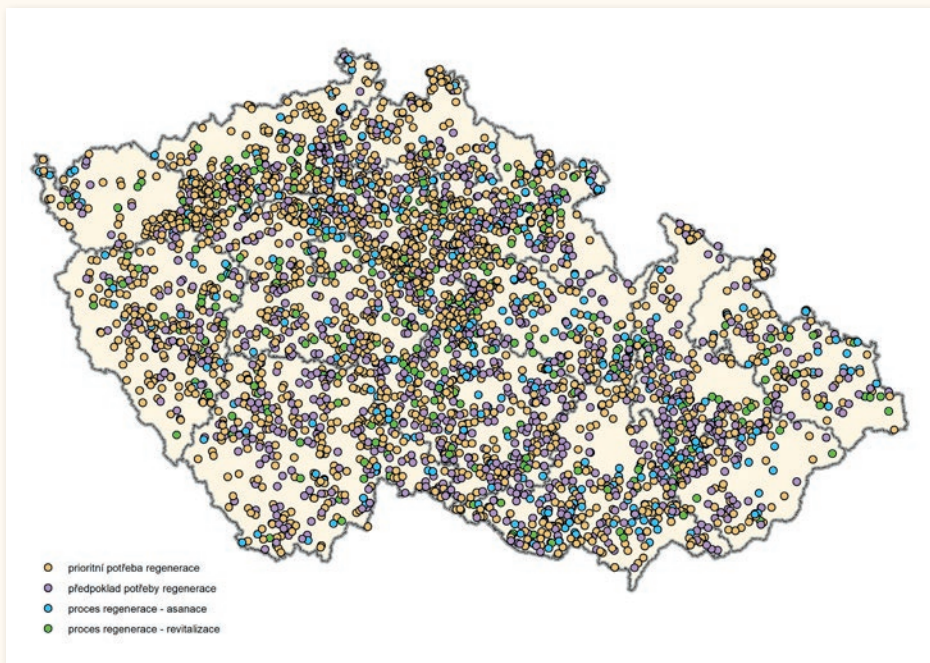 prioritní potřeba regenerace
předpoklad potřeby regenerace
proces regenerace - asanace
proces regenerace - revitalizace